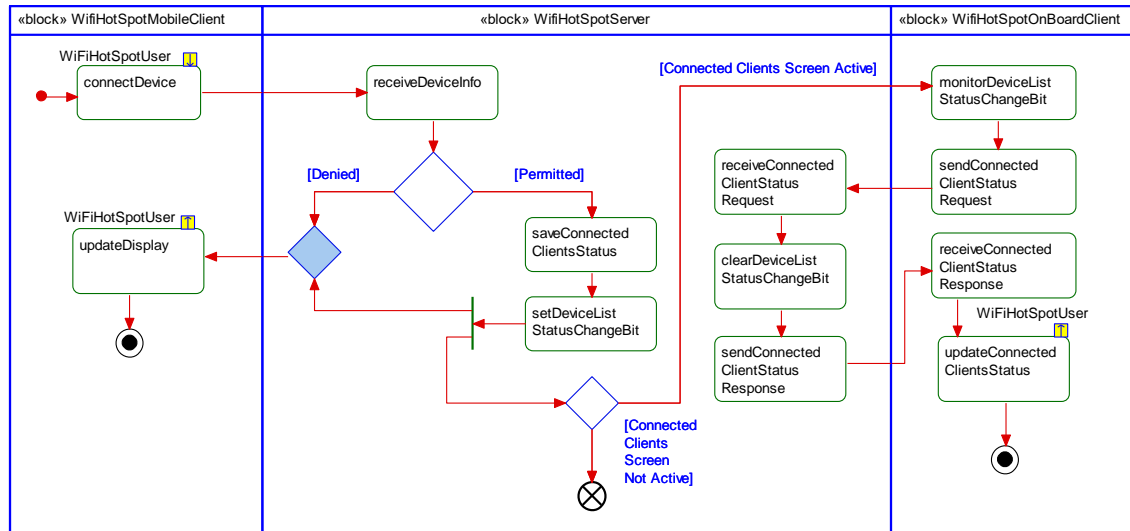 «block» WifiHotSpotMobileClient
«block» WifiHotSpotServer
«block» WifiHotSpotOnBoardClient
WiFiHotSpotUser
connectDevice
receiveDeviceInfo
[Connected Clients Screen Active]
monitorDeviceList
StatusChangeBit
[Denied]
[Permitted]
receiveConnected
ClientStatus
Request
sendConnected
ClientStatus
Request
WiFiHotSpotUser
updateDisplay
saveConnected
ClientsStatus
clearDeviceList
StatusChangeBit
receiveConnected
ClientStatus
Response
setDeviceList
StatusChangeBit
WiFiHotSpotUser
sendConnected
ClientStatus
Response
updateConnected
ClientsStatus
[Connected
Clients
Screen
Not Active]